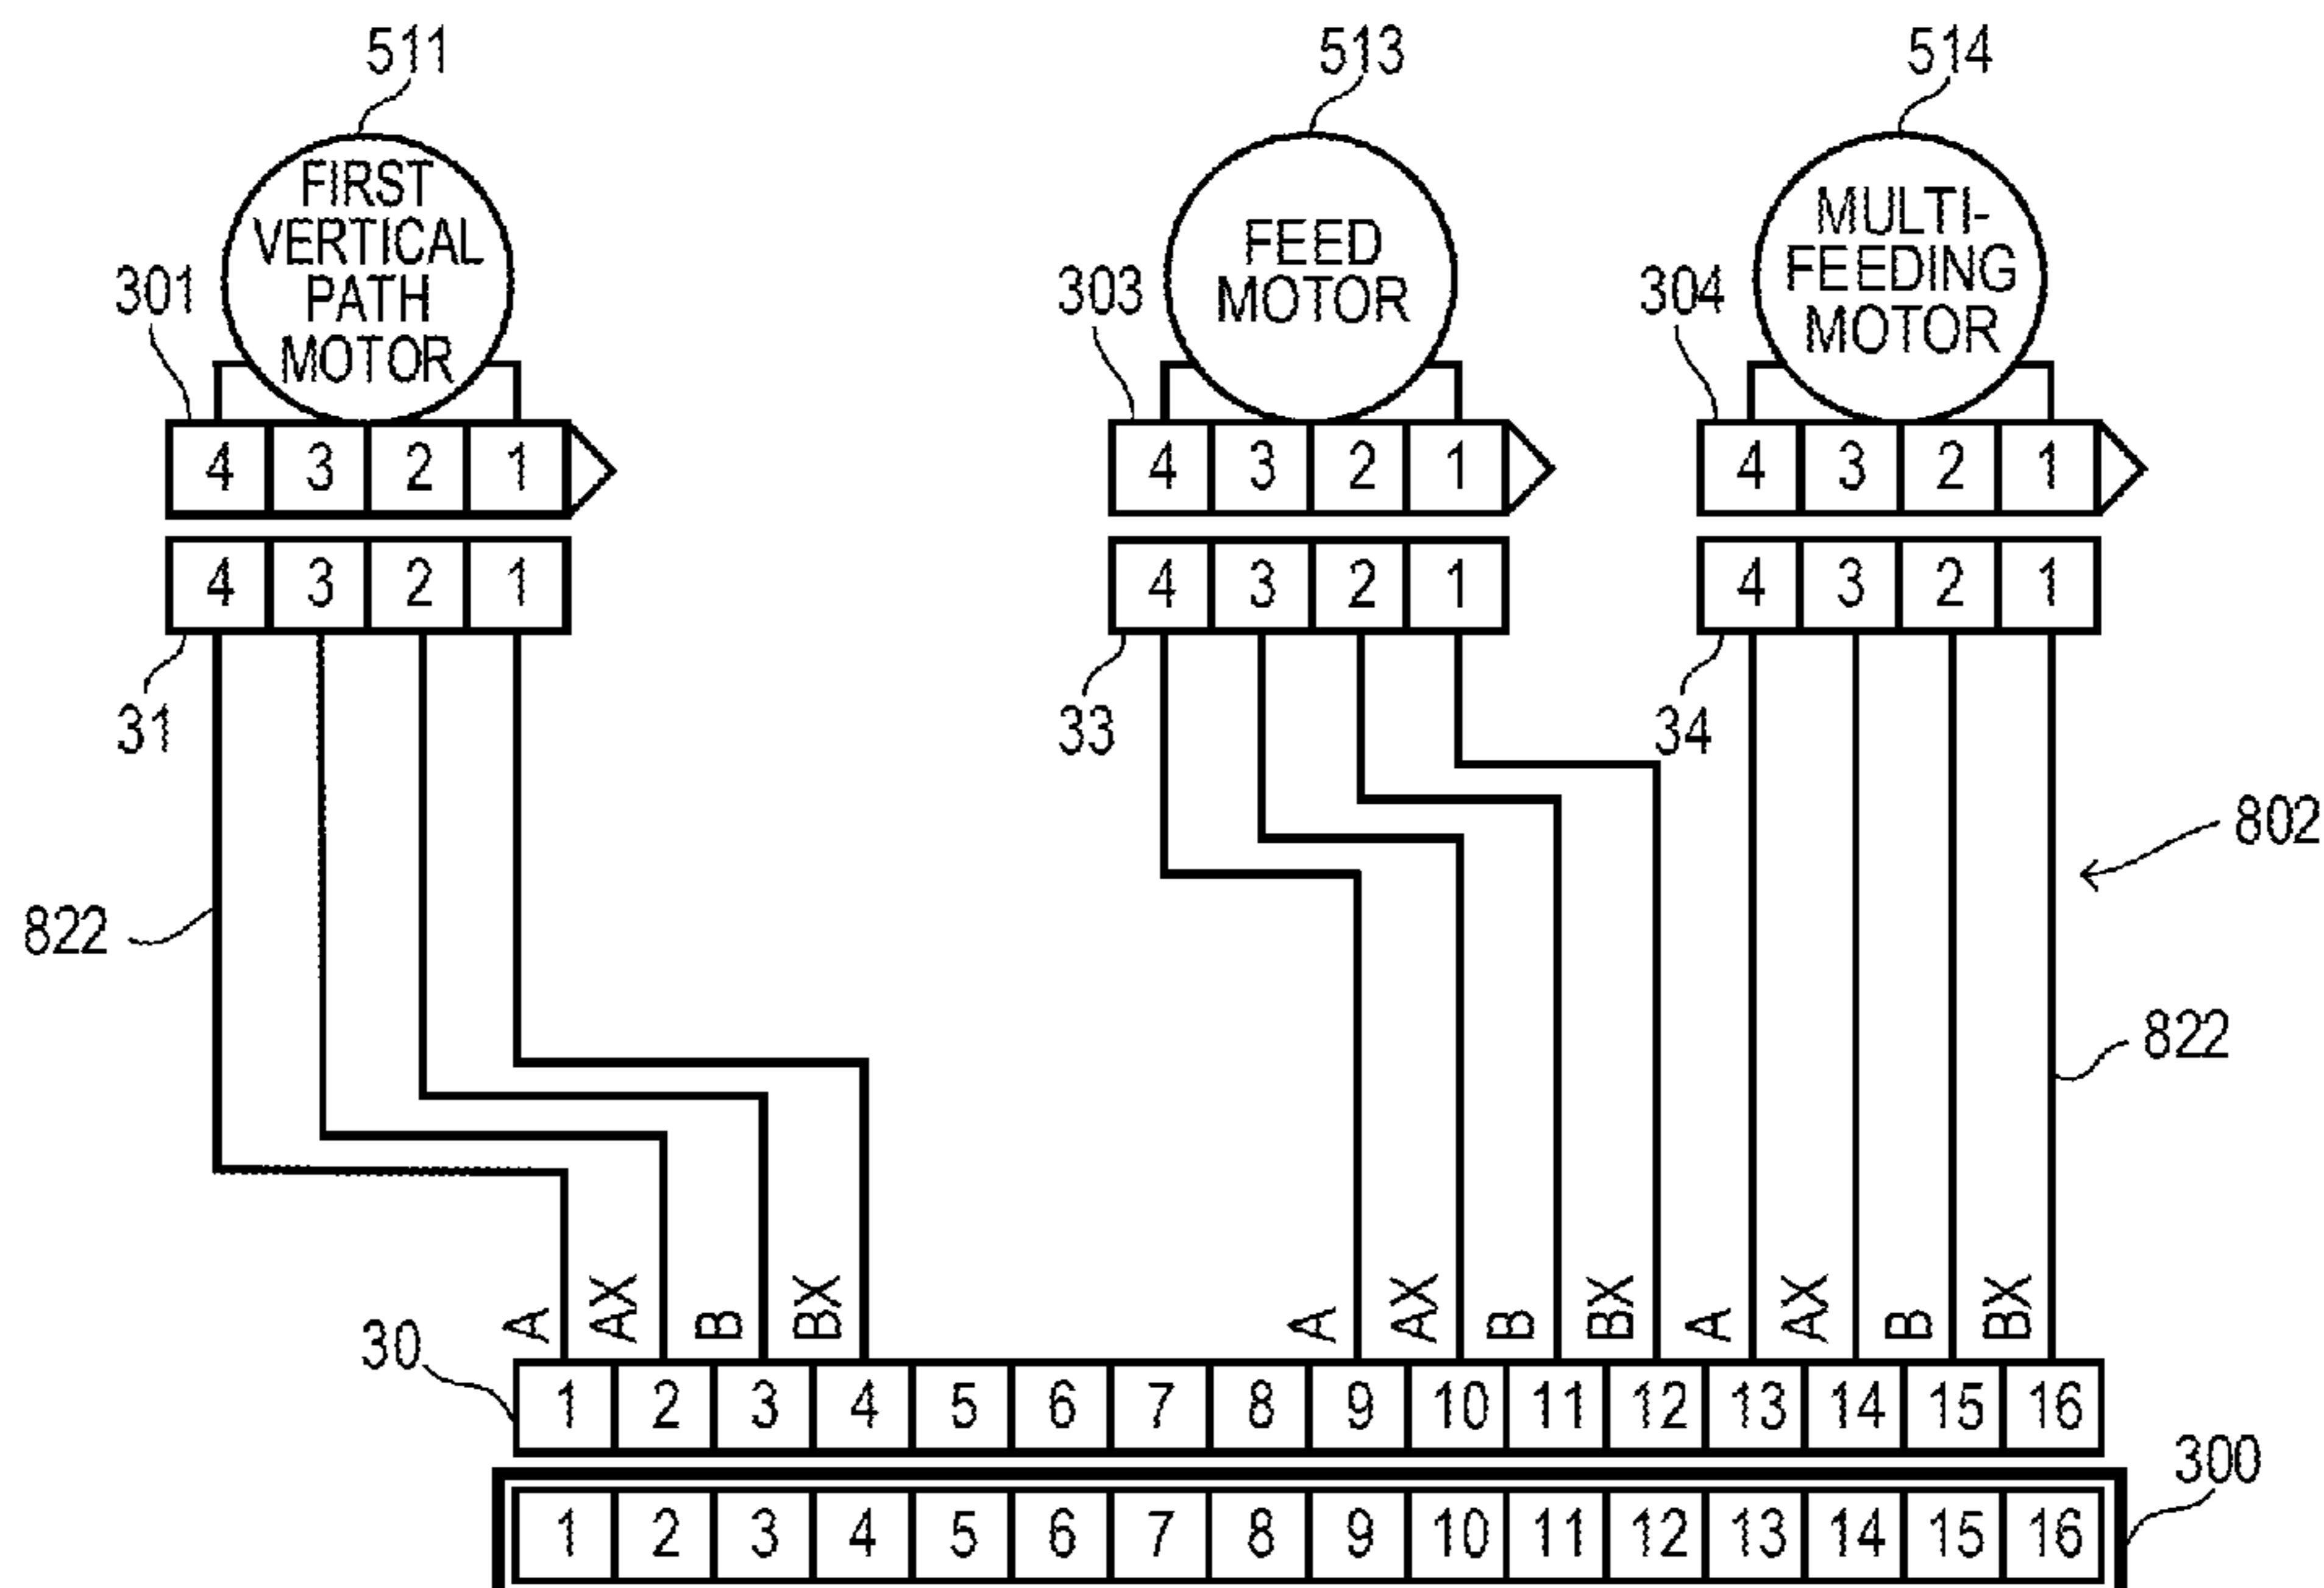 511
513
514
FIRST
VERTICAL
PATH
MOTOR
FEED
MOTOR
MULTI-
FEEDING
MOTOR
301
303
304
4 3 2 1
4 3 2 1
4 3 2 1
4 3 2 1
4 3 2 1
4 3 2 1
31
33
34
802
822
822
A AX B BX
A AX B BX
A AX B BX
30
1 2 3 4 5 6 7 8 9 10 11 12 13 14 15 16
300
1 2 3 4 5 6 7 8 9 10 11 12 13 14 15 16